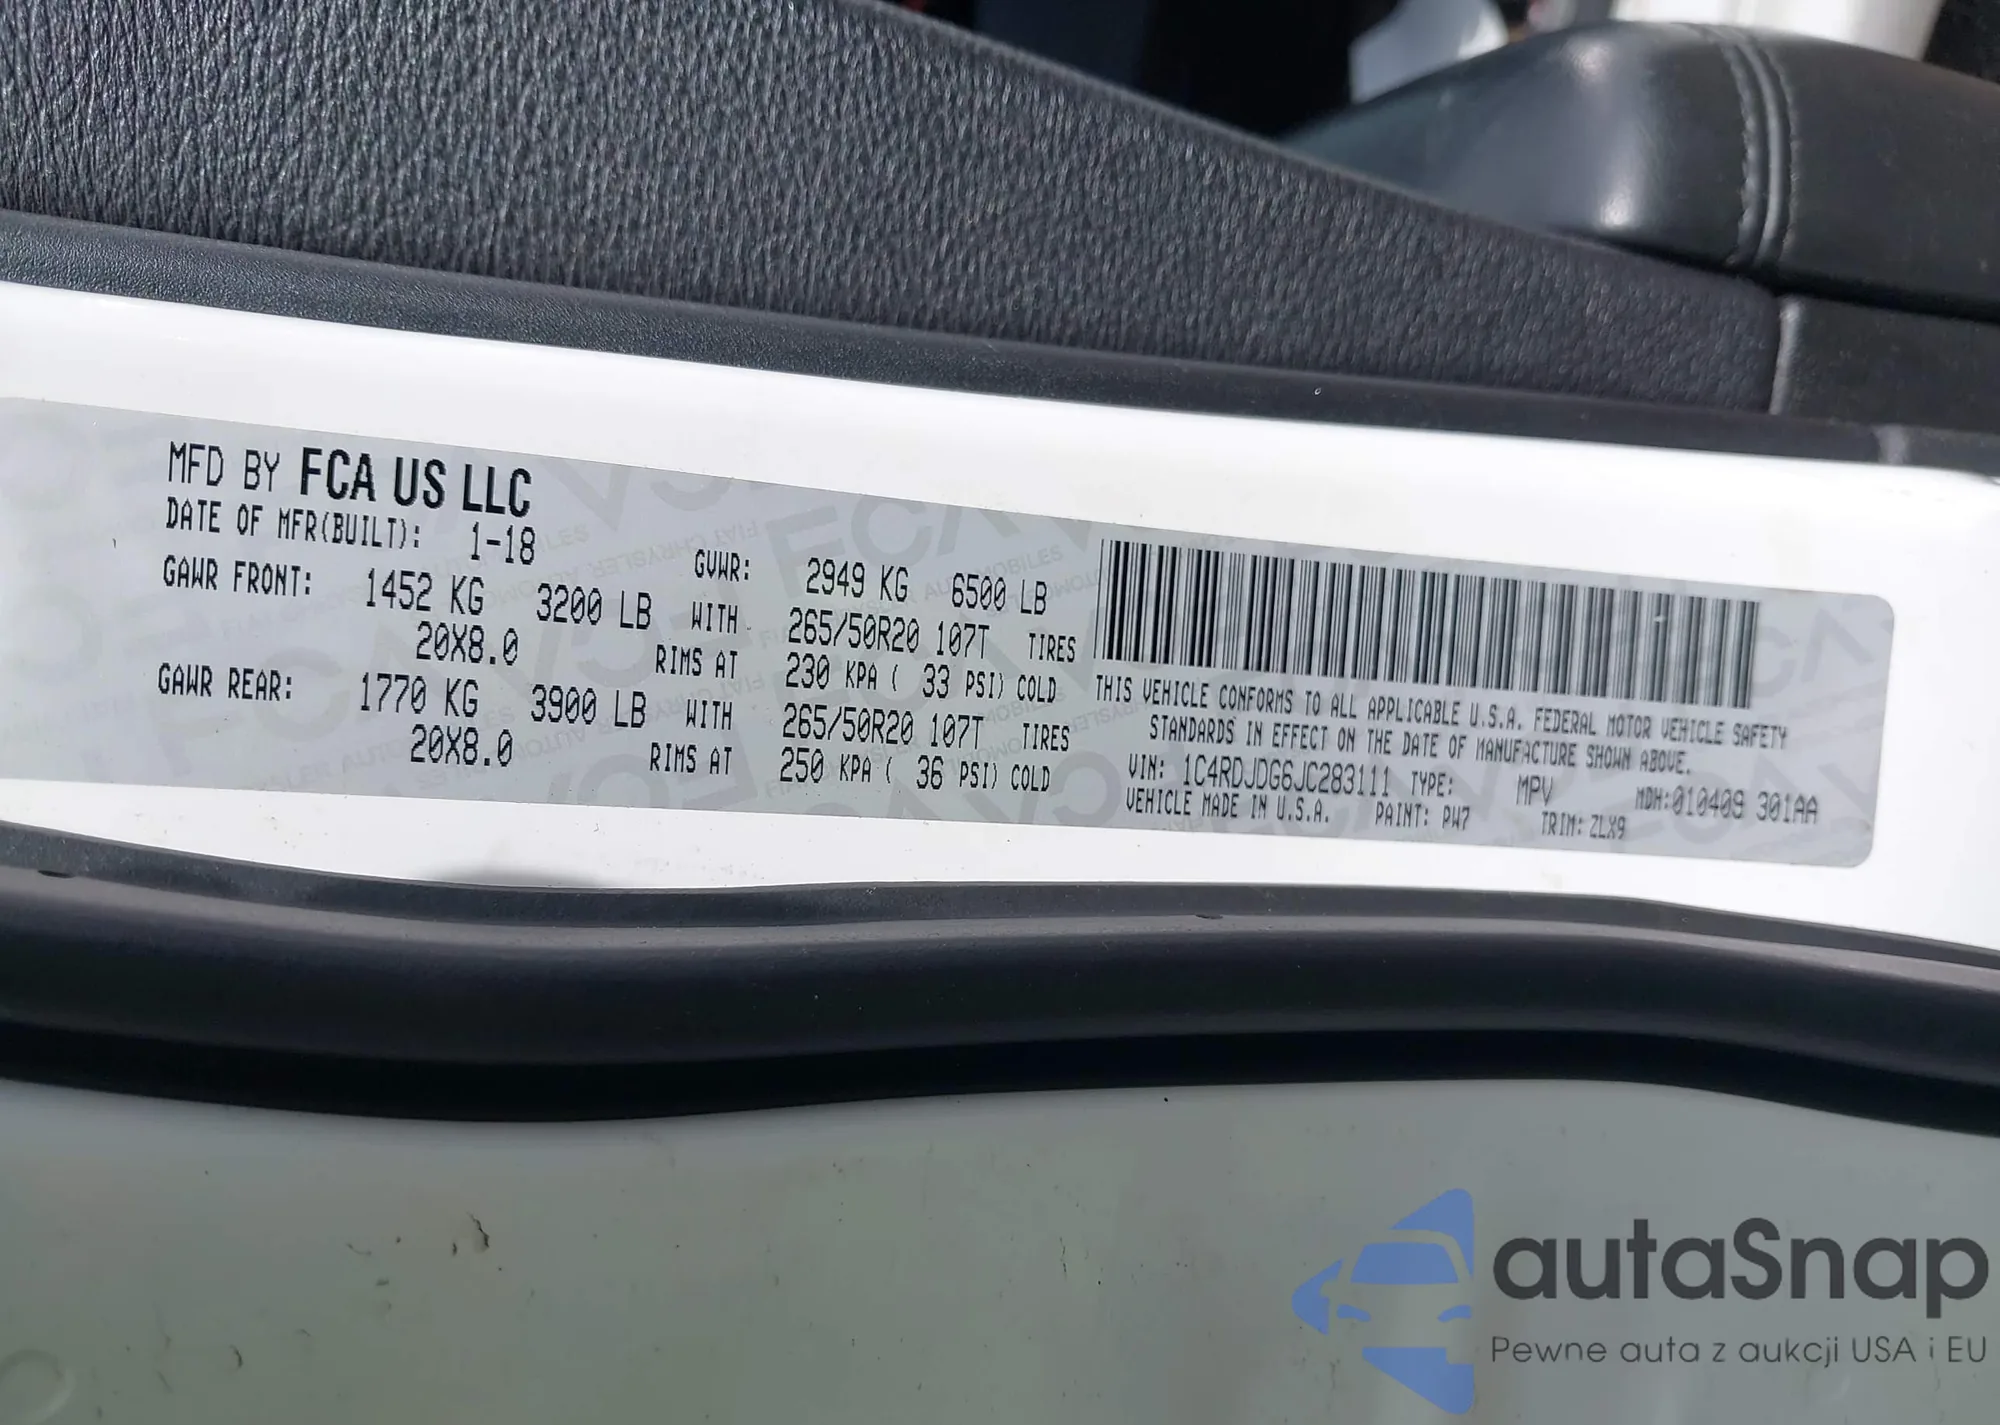 MFD BY FCA US LLC
DATE OF MFR(BUILT): 1-18
GVWR: 2949 KG 6500 LB
GAWR FRONT: 1452 KG 3200 LB WITH 265/50R20 107T TIRES
20X8.0 RIMS AT 230 KPA ( 33 PSI) COLD
GAWR REAR: 1770 KG 3900 LB WITH 265/50R20 107T TIRES
20X8.0 RIMS AT 250 KPA ( 36 PSI) COLD
THIS VEHICLE CONFORMS TO ALL APPLICABLE U.S.A. FEDERAL MOTOR VEHICLE SAFETY
STANDARDS IN EFFECT ON THE DATE OF MANUFACTURE SHOWN ABOVE.
VIN: 1C4RDJDG6JC283111 TYPE: MPV MDH:010409 301AA
VEHICLE MADE IN U.S.A. PAINT: PW7 TRIM: ZLX9
autaSnap
Pewne auta z aukcji USA i EU